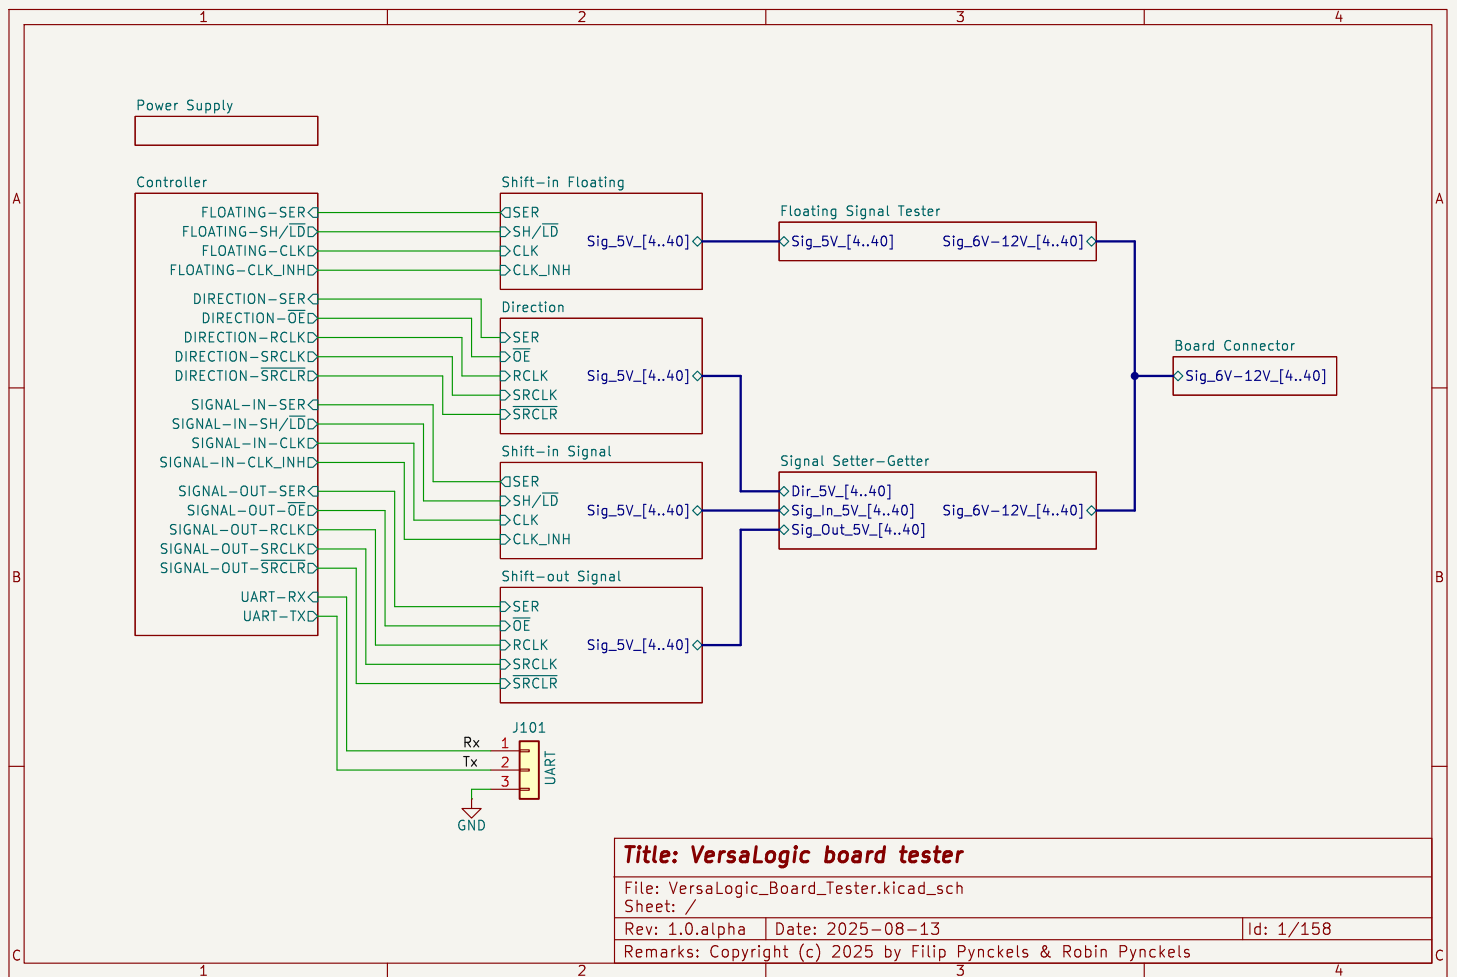 1 2 3 4
Power Supply
Controller
FLOATING-SER
FLOATING-SH/LD
FLOATING-CLK
FLOATING-CLK_INH
DIRECTION-SER
DIRECTION-OE
DIRECTION-RCLK
DIRECTION-SRCLK
DIRECTION-SRCLR
SIGNAL-IN-SER
SIGNAL-IN-SH/LD
SIGNAL-IN-CLK
SIGNAL-IN-CLK_INH
SIGNAL-OUT-SER
SIGNAL-OUT-OE
SIGNAL-OUT-RCLK
SIGNAL-OUT-SRCLK
SIGNAL-OUT-SRCLR
UART-RX
UART-TX
Shift-in Floating
SER
SH/LD
CLK
CLK_INH
Sig_5V_[4..40]
Direction
SER
OE
RCLK
SRCLK
SRCLR
Sig_5V_[4..40]
Shift-in Signal
SER
SH/LD
CLK
CLK_INH
Sig_5V_[4..40]
Shift-out Signal
SER
OE
RCLK
SRCLK
SRCLR
Sig_5V_[4..40]
J101
Rx 1
Tx 2
3
UART
GND
Floating Signal Tester
Sig_5V_[4..40] Sig_6V-12V_[4..40]
Signal Setter-Getter
Dir_5V_[4..40]
Sig_In_5V_[4..40] Sig_6V-12V_[4..40]
Sig_Out_5V_[4..40]
Board Connector
Sig_6V-12V_[4..40]
A A
B B
C C
Title: VersaLogic board tester
File: VersaLogic_Board_Tester.kicad_sch
Sheet: /
Rev: 1.0.alpha Date: 2025-08-13 Id: 1/158
Remarks: Copyright (c) 2025 by Filip Pynckels & Robin Pynckels
1 2 3 4